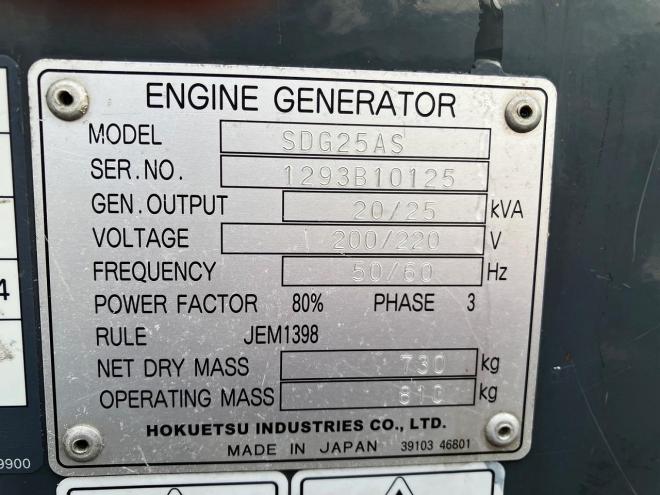 ENGINE GENERATOR
MODEL SDG25AS
SER.NO. 1293B10125
GEN.OUTPUT 20/25 kVA
VOLTAGE 200/220 V
FREQUENCY 50/60 Hz
POWER FACTOR 80% PHASE 3
RULE JEM1398
NET DRY MASS 730 kg
OPERATING MASS 810 kg
HOKUETSU INDUSTRIES CO., LTD.
MADE IN JAPAN 39103 46801
4
9900